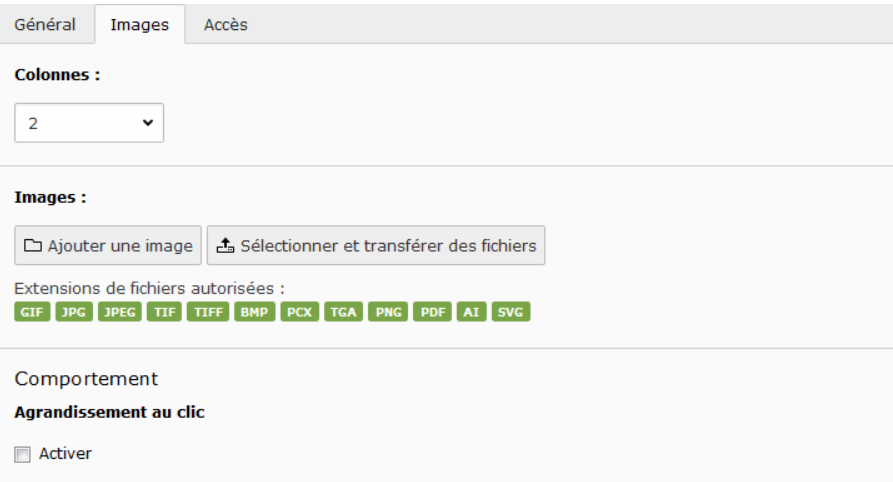 Général Images Accès
Colonnes :
2
Images :
Ajouter une image Sélectionner et transférer des fichiers
Extensions de fichiers autorisées :
GIF JPG JPEG TIF TIFF BMP PCX TGA PNG PDF AI SVG
Comportement
Agrandissement au clic
Activer